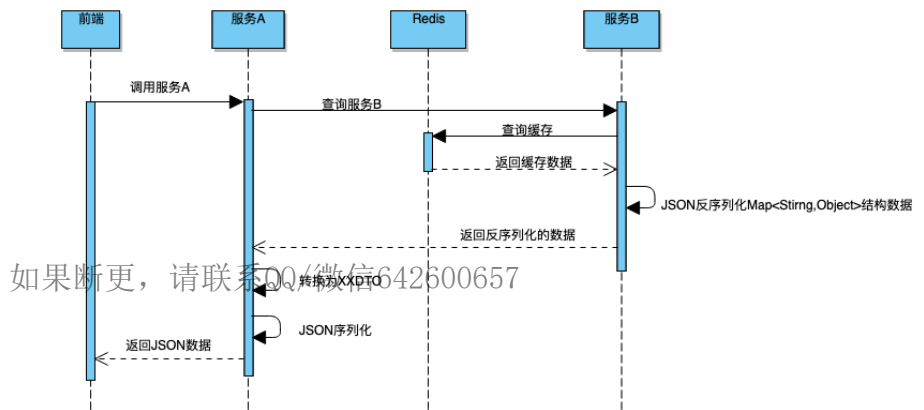 前端
服务A
Redis
服务B
调用服务A
查询服务B
查询缓存
返回缓存数据
JSON反序列化Map<Stirng,Object>结构数据
返回反序列化的数据
如果断更，请联系QQ/微信642600657
转换为XXDTO
JSON序列化
返回JSON数据